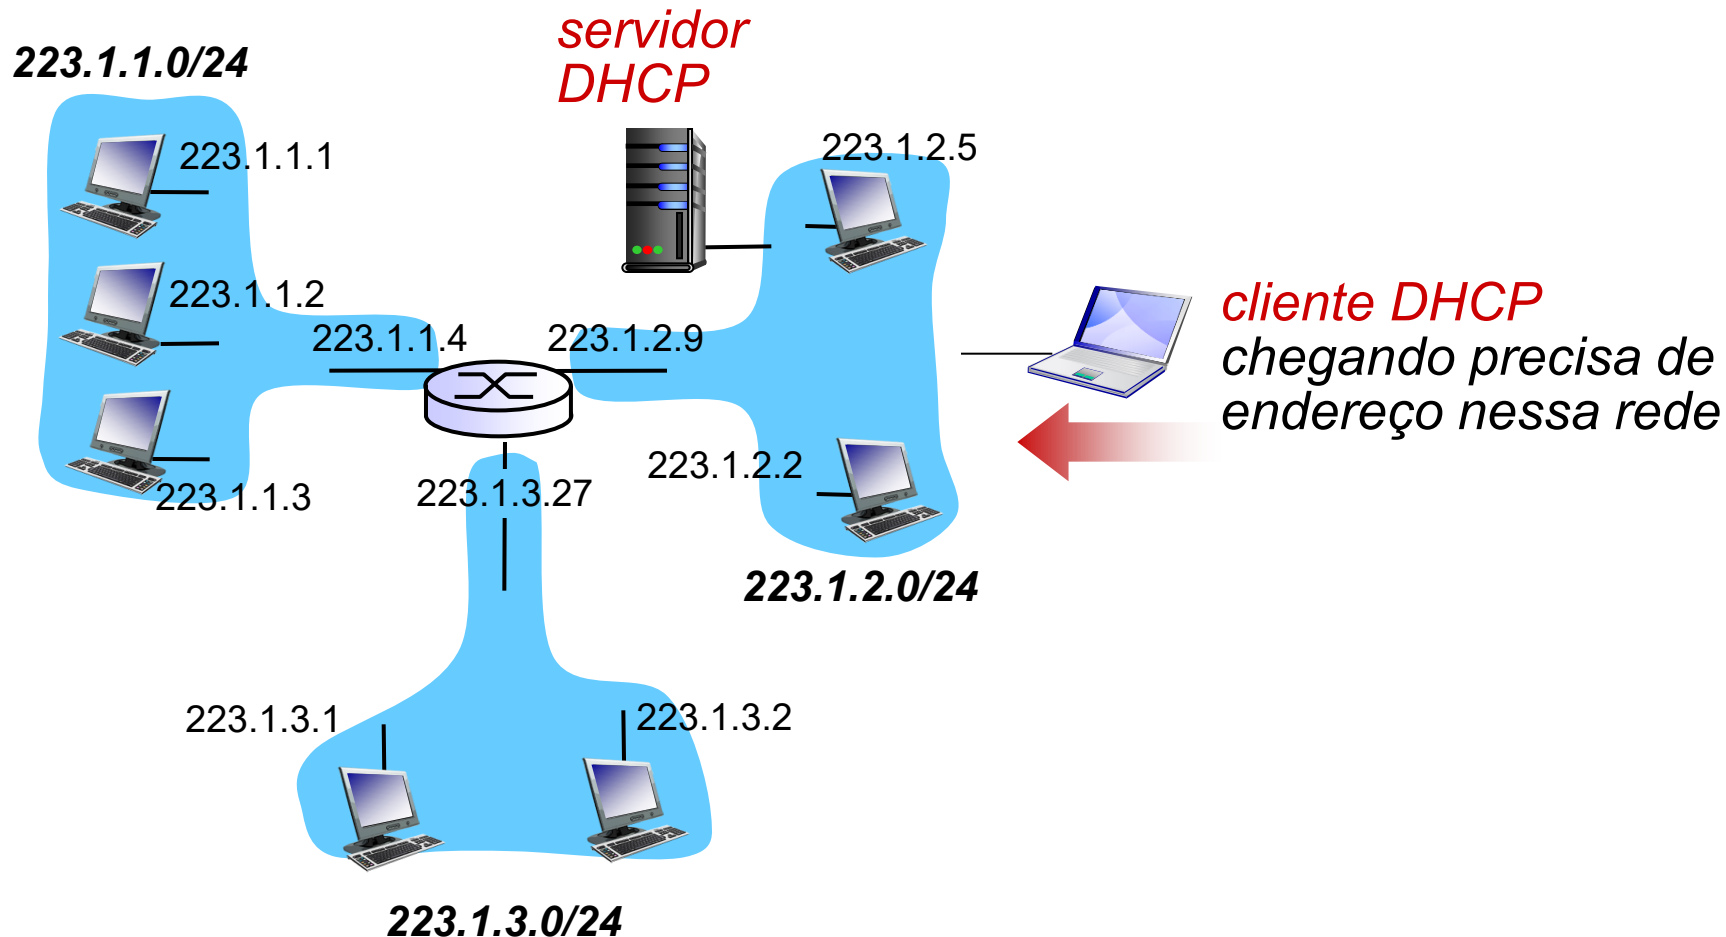 servidor
DHCP
223.1.1.0/24
223.1.1.1
223.1.2.5
223.1.1.2
cliente DHCP
chegando precisa de
endereço nessa rede
223.1.1.4
223.1.2.9
223.1.2.2
223.1.1.3
223.1.3.27
223.1.2.0/24
223.1.3.1
223.1.3.2
223.1.3.0/24